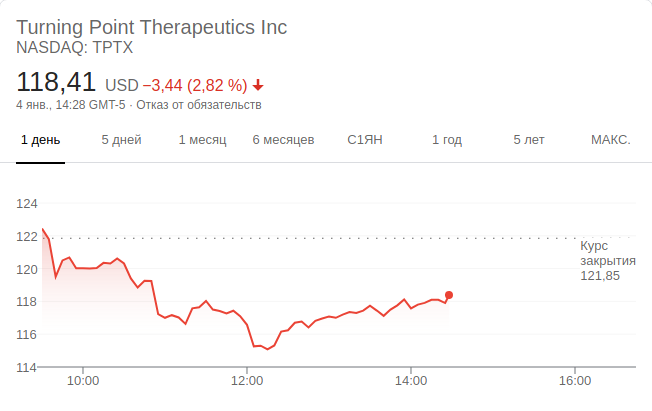 Turning Point Therapeutics Inc
NASDAQ: TPTX
118,41 USD −3,44 (2,82 %)
4 янв., 14:28 GMT-5 · Отказ от обязательств
1 день 5 дней 1 месяц 6 месяцев С1ЯН 1 год 5 лет МАКС.
124
122
Курс
закрытия
121,85
120
118
116
114
10:00 12:00 14:00 16:00